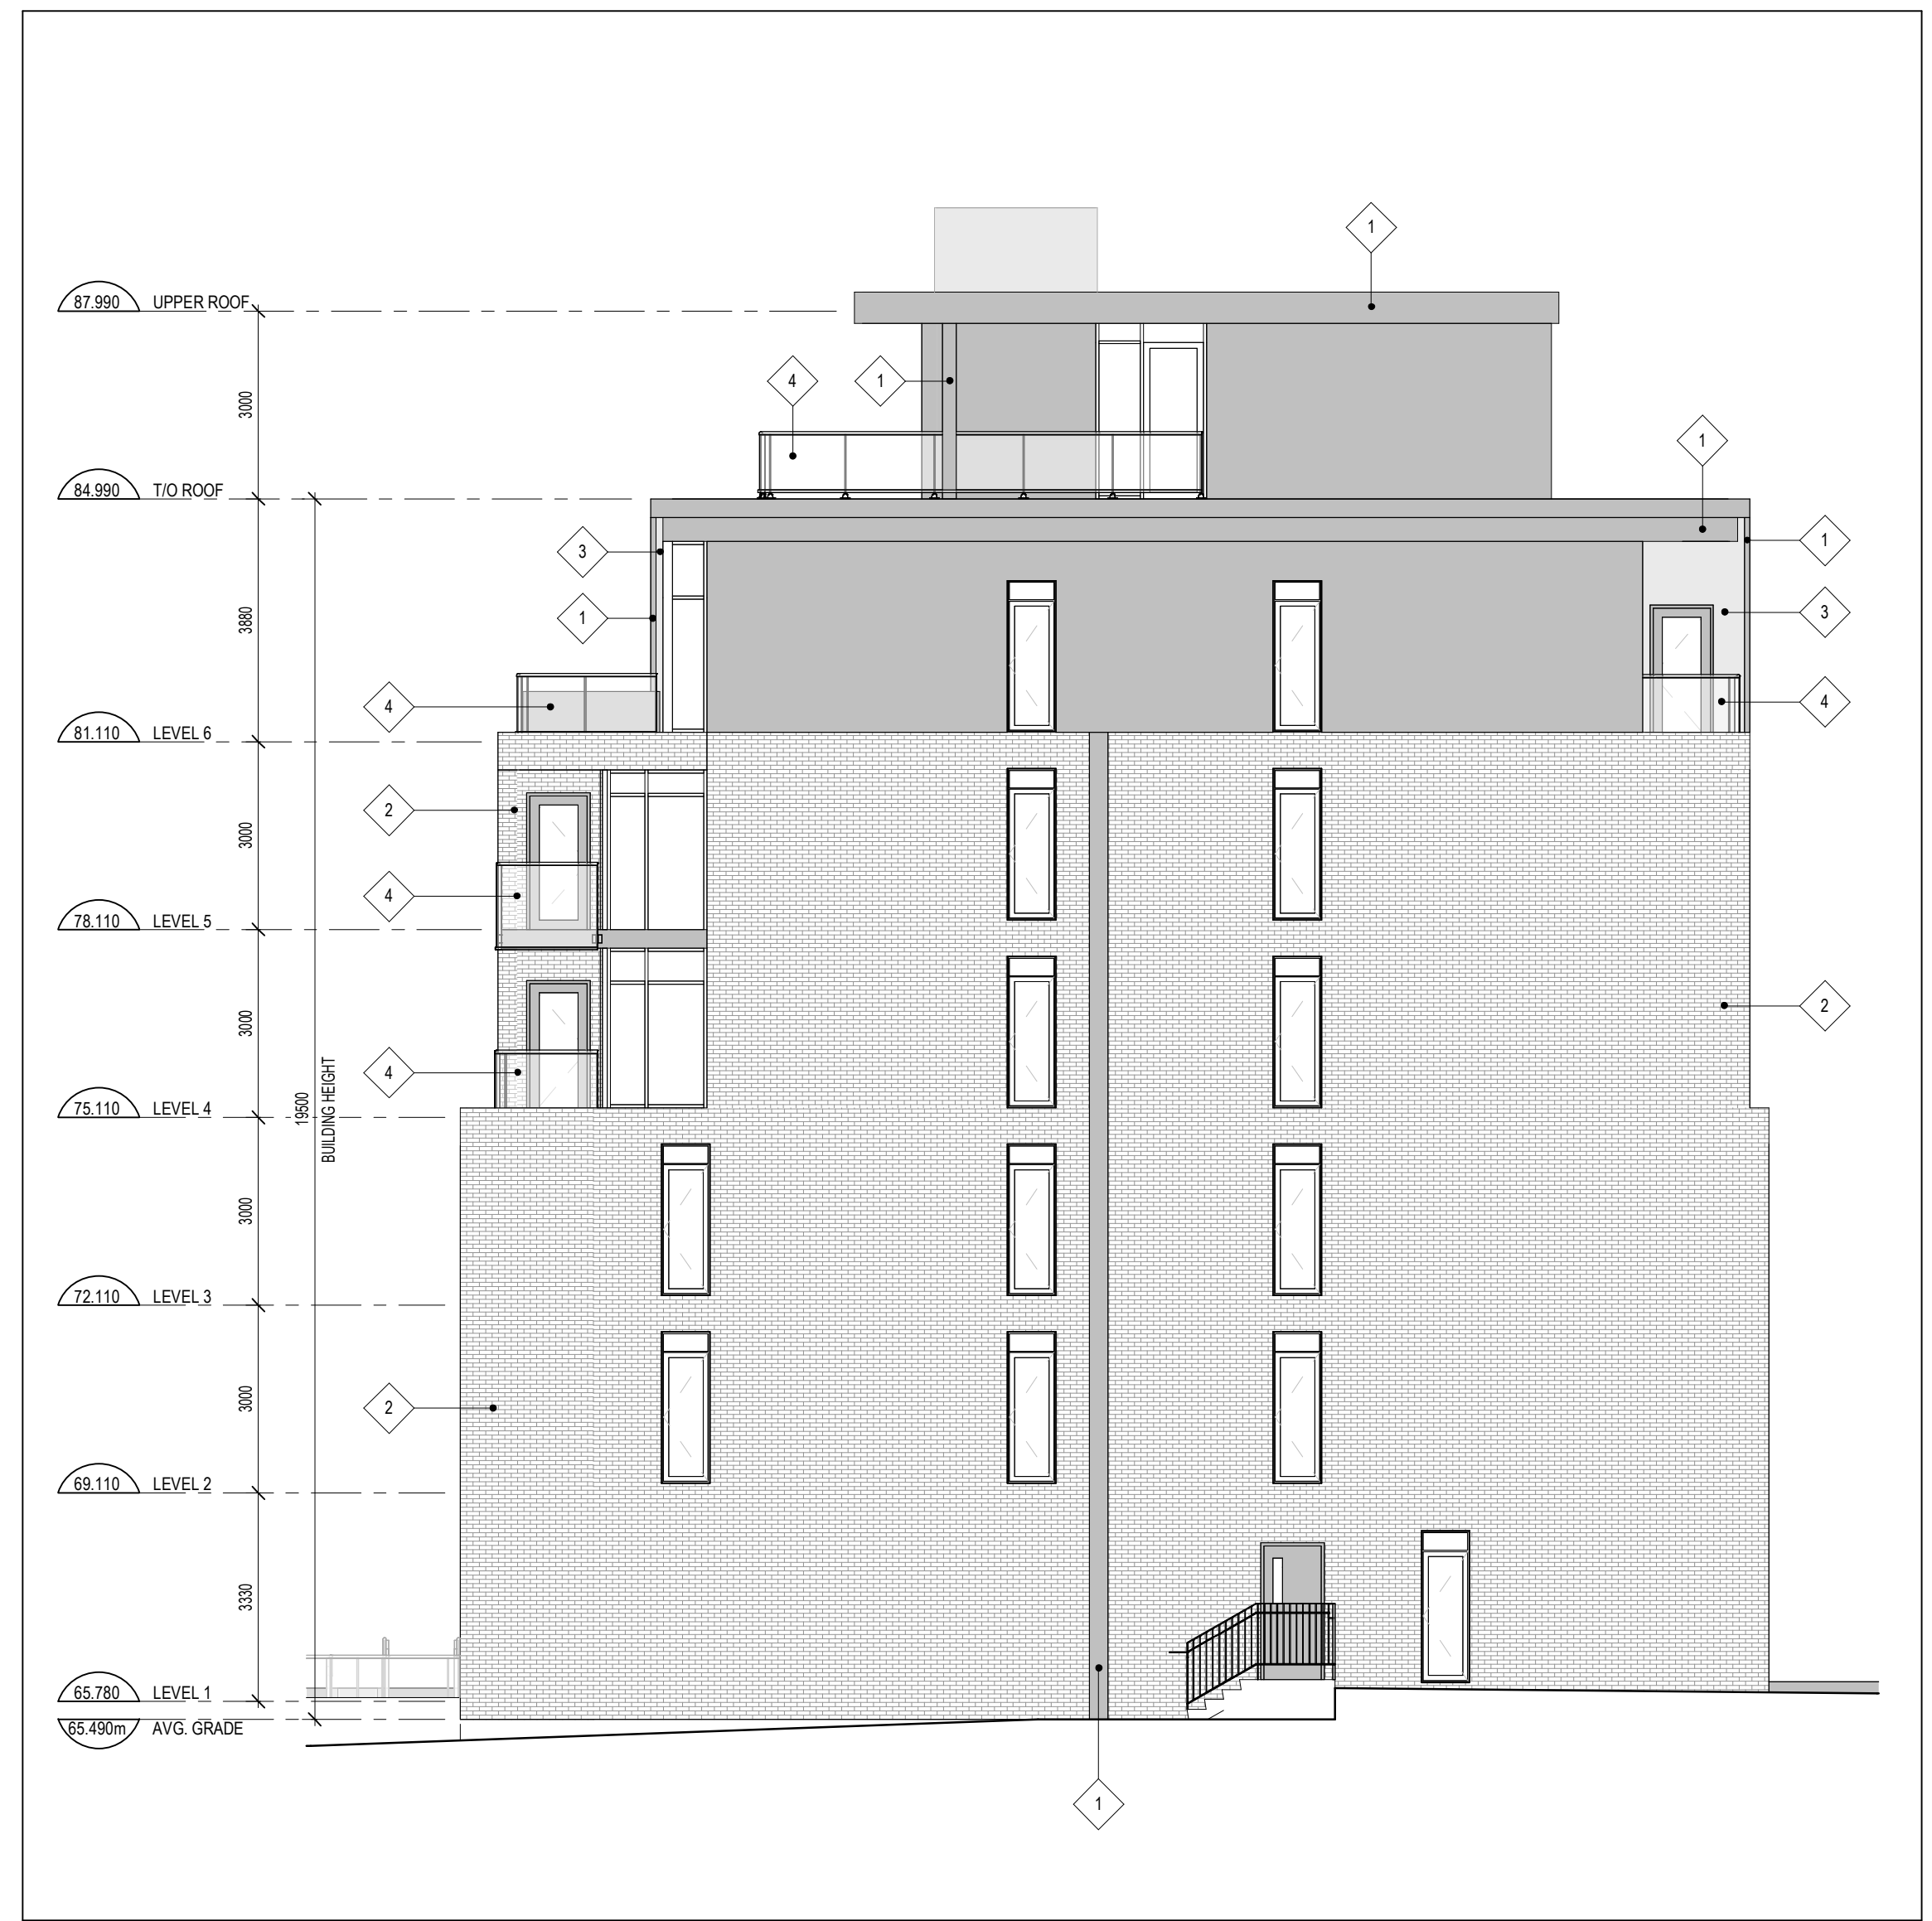 1
87.990 UPPER ROOF
3000
4
1
1
84.990 T/O ROOF
3
1
3880
1
3
4
4
81.110 LEVEL 6
2
3000
4
78.110 LEVEL 5
3000
2
4
75.110 LEVEL 4
19500
BUILDING HEIGHT
3000
72.110 LEVEL 3
3000
2
69.110 LEVEL 2
3330
65.780 LEVEL 1
65.490m AVG. GRADE
1